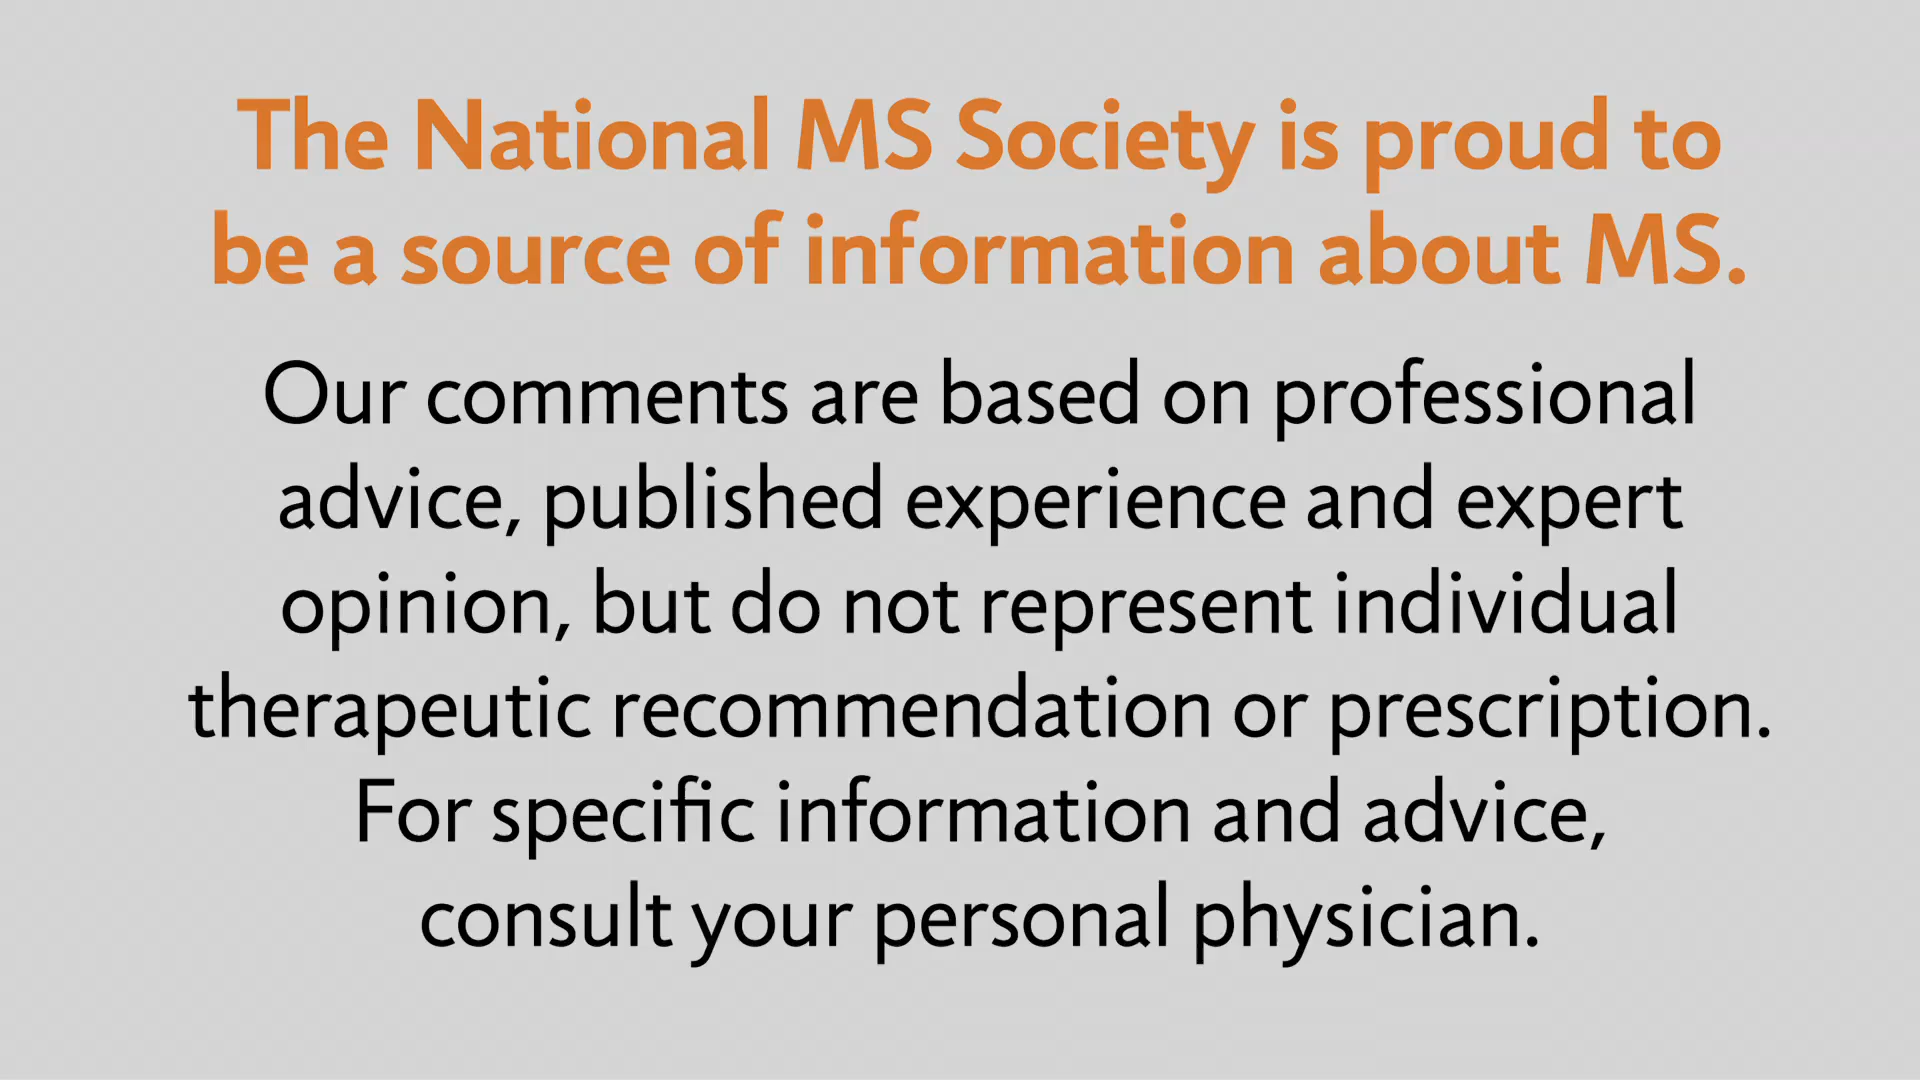 The National MS Society is proud to
be a source of information about MS.
Our comments are based on professional
advice, published experience and expert
opinion, but do not represent individual
therapeutic recommendation or prescription.
For specific information and advice,
consult your personal physician.